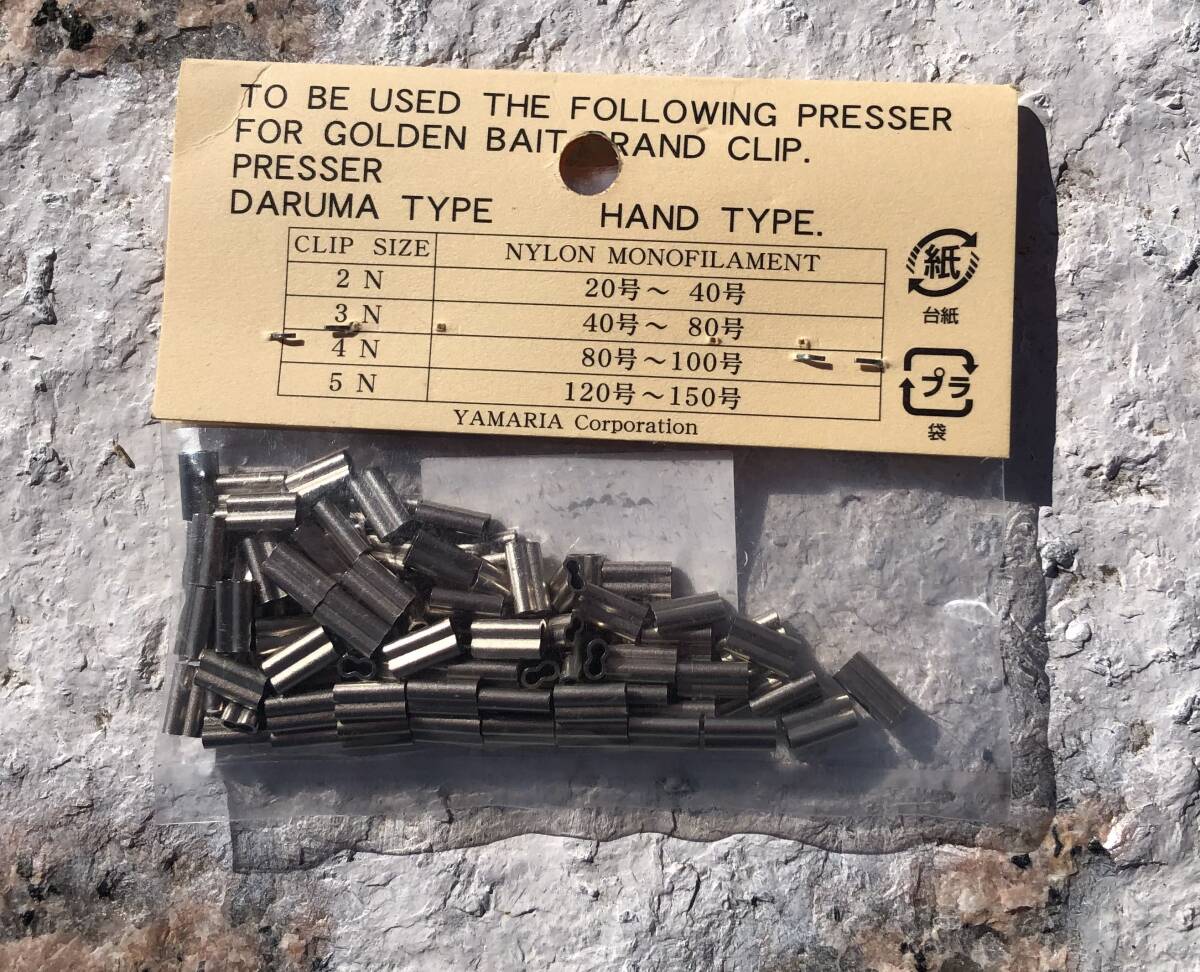 TO BE USED THE FOLLOWING PRESSER
FOR GOLDEN BAIT RAND CLIP.
PRESSER
DARUMA TYPE HAND TYPE.
CLIP SIZE NYLON MONOFILAMENT
2 N 20号～ 40号
3 N 40号～ 80号
4 N 80号～100号
5 N 120号～150号
YAMARIA Corporation
紙
台紙
プラ
袋